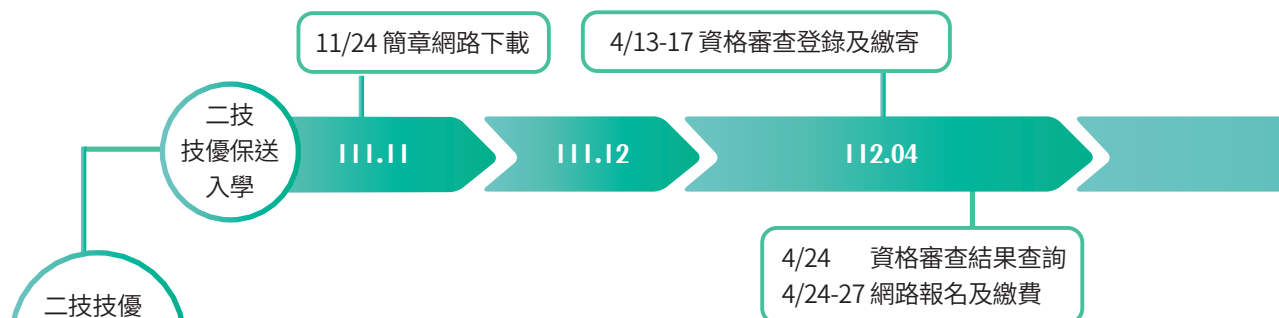 11/24 簡章網路下載
4/13-17 資格審查登錄及繳寄
二技
技優保送
入學
111.11
111.12
112.04
4/24 資格審查結果查詢
4/24-27 網路報名及繳費
二技技優